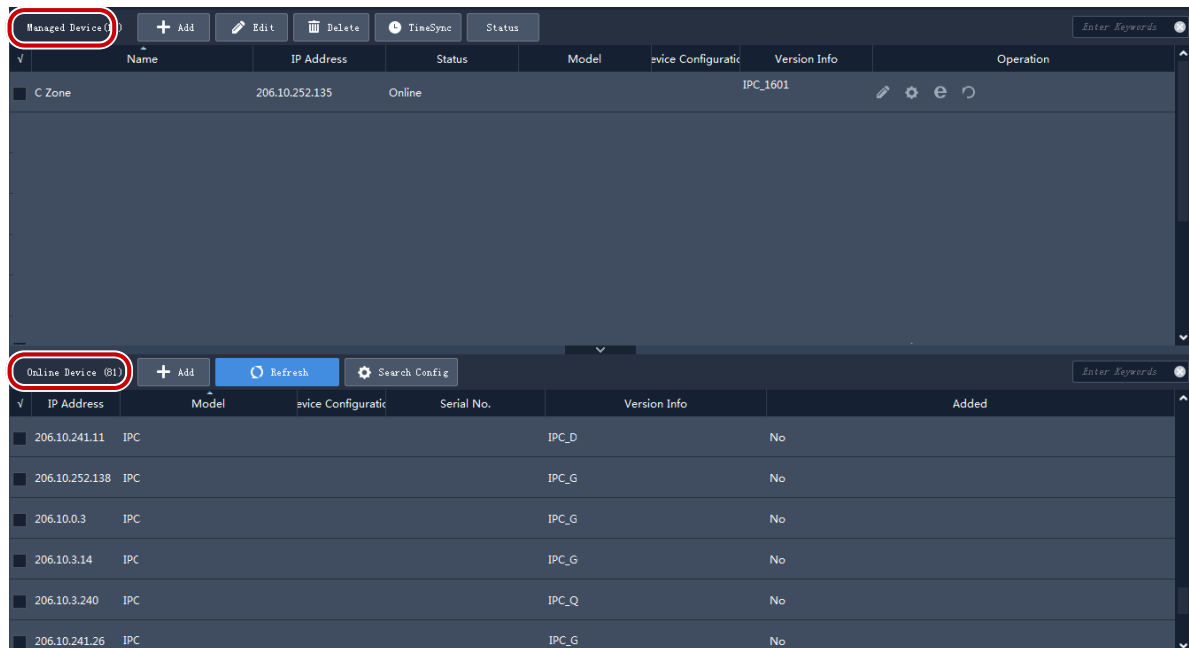 Managed Device( ) Add Edit Delete TimeSync Status Enter Keywords
√ Name IP Address Status Model evice Configuratic Version Info Operation
C Zone 206.10.252.135 Online IPC_1601
Online Device (81) Add Refresh Search Config Enter Keywords
√ IP Address Model evice Configuratic Serial No. Version Info Added
206.10.241.11 IPC IPC_D No
206.10.252.138 IPC IPC_G No
206.10.0.3 IPC IPC_G No
206.10.3.14 IPC IPC_G No
206.10.3.240 IPC IPC_Q No
206.10.241.26 IPC IPC_G No